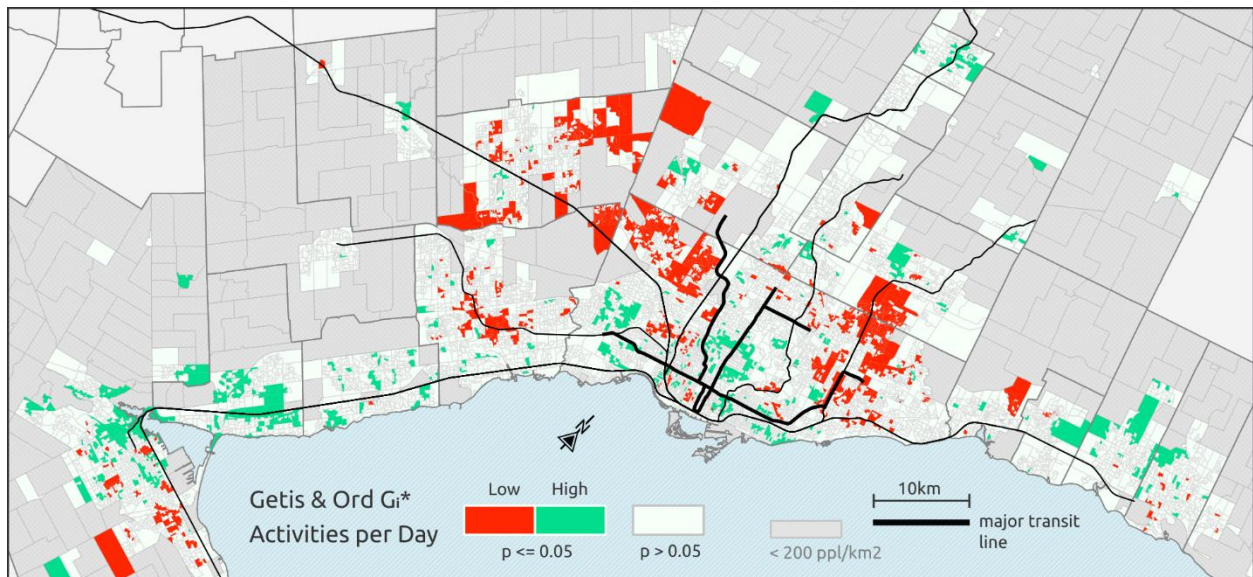 N
Getis & Ord Gi*
Activities per Day
Low High
p <= 0.05
p > 0.05
< 200 ppl/km2
10km
major transit
line